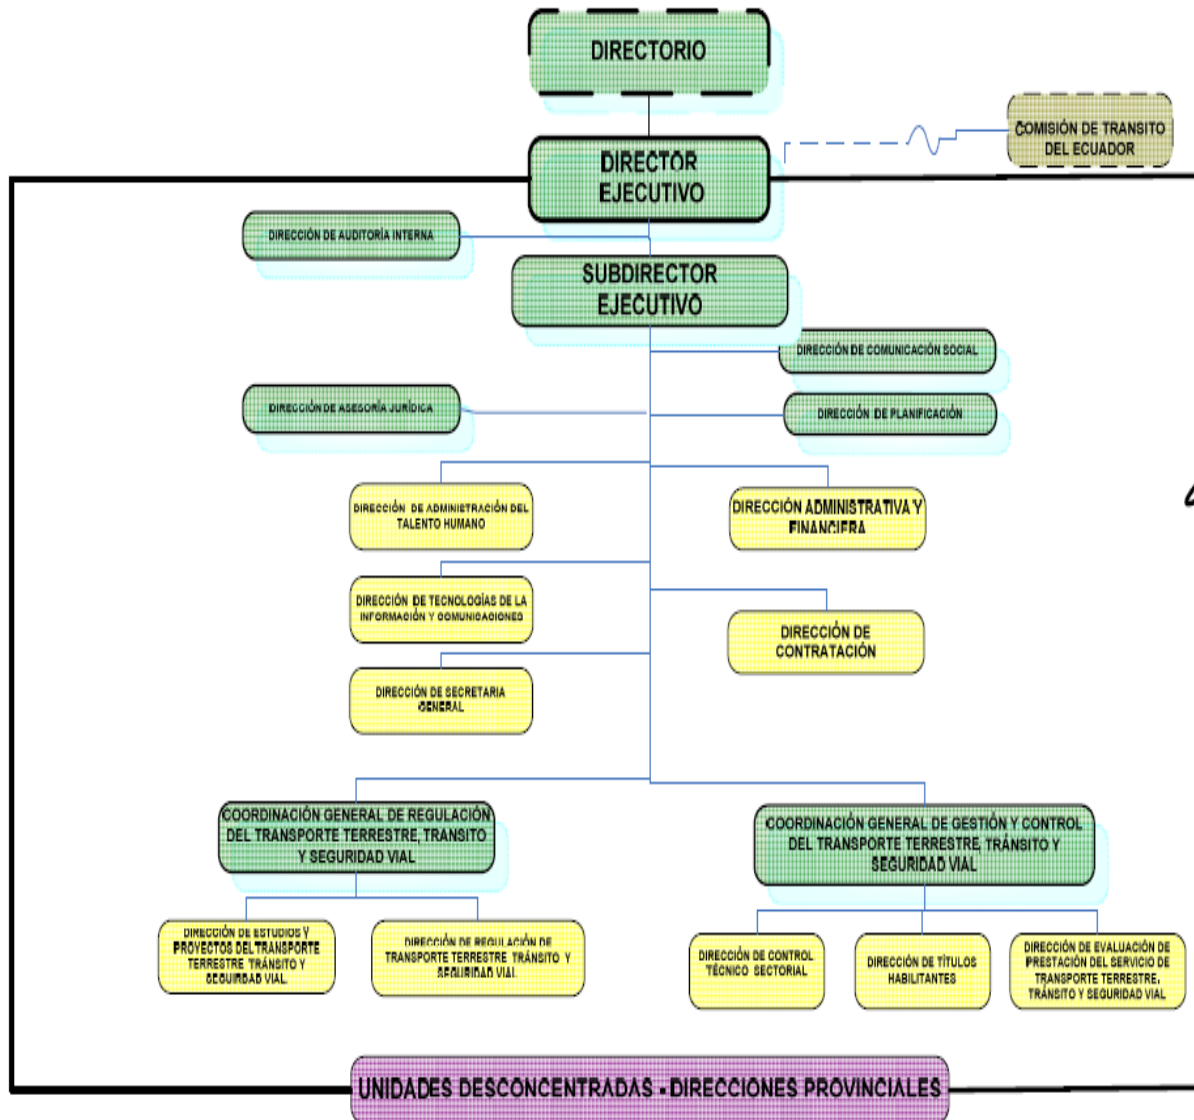 DIRECTORIO
COMISIÓN DE TRANSITO
DEL ECUADOR
DIRECTOR
EJECUTIVO
DIRECCIÓN DE AUDITORÍA INTERNA
SUBDIRECTOR
EJECUTIVO
DIRECCIÓN DE COMUNICACIÓN SOCIAL
DIRECCIÓN DE ASESORÍA JURÍDICA
DIRECCIÓN DE PLANIFICACIÓN
DIRECCIÓN DE ADMINISTRACIÓN DEL
TALENTO HUMANO
DIRECCIÓN ADMINISTRATIVA Y
FINANCIERA
DIRECCIÓN DE TECNOLOGÍAS DE LA
INFORMACIÓN Y COMUNICACIONES
DIRECCIÓN DE
CONTRATACIÓN
DIRECCIÓN DE SECRETARIA
GENERAL
COORDINACIÓN GENERAL DE REGULACIÓN
DEL TRANSPORTE TERRESTRE, TRANSITO
Y SEGURIDAD VIAL
COORDINACIÓN GENERAL DE GESTIÓN Y CONTROL
DEL TRANSPORTE TERRESTRE, TRÁNSITO Y
SEGURIDAD VIAL
DIRECCIÓN DE ESTUDIOS Y
PROYECTOS DEL TRANSPORTE
TERRESTRE TRÁNSITO Y
SEGUIRDAD VIAL.
DIRECCIÓN DE REGULACIÓN DE
TRANSPORTE TERRESTRE TRÁNSITO Y
SEGURIDAD VIAL
DIRECCIÓN DE CONTROL
TÉCNICO SECTORIAL
DIRECCIÓN DE TÍTULOS
HABILITANTES
DIRECCIÓN DE EVALUACIÓN DE
PRESTACIÓN DEL SERVICIO DE
TRANSPORTE TERRESTRE,
TRÁNSITO Y SEGURIDAD VIAL
UNIDADES DESCONCENTRADAS - DIRECCIONES PROVINCIALES